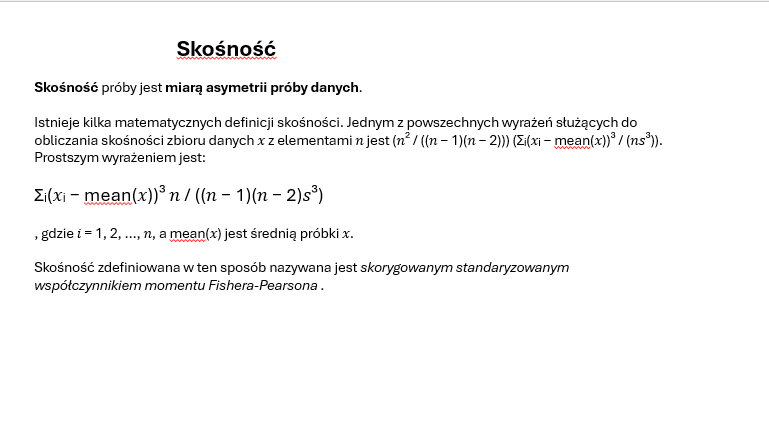 Skośność
Skośność próby jest miarą asymetrii próby danych.
Istnieje kilka matematycznych definicji skośności. Jednym z powszechnych wyrażeń służących do
obliczania skośności zbioru danych x z elementami n jest (n² / ((n − 1)(n − 2))) (Σᵢ(xᵢ − mean(x))³ / (ns³)).
Prostszym wyrażeniem jest:
Σᵢ(xᵢ − mean(x))³ n / ((n − 1)(n − 2)s³)
, gdzie i = 1, 2, …, n, a mean(x) jest średnią próbki x.
Skośność zdefiniowana w ten sposób nazywana jest skorygowanym standaryzowanym
współczynnikiem momentu Fishera-Pearsona .